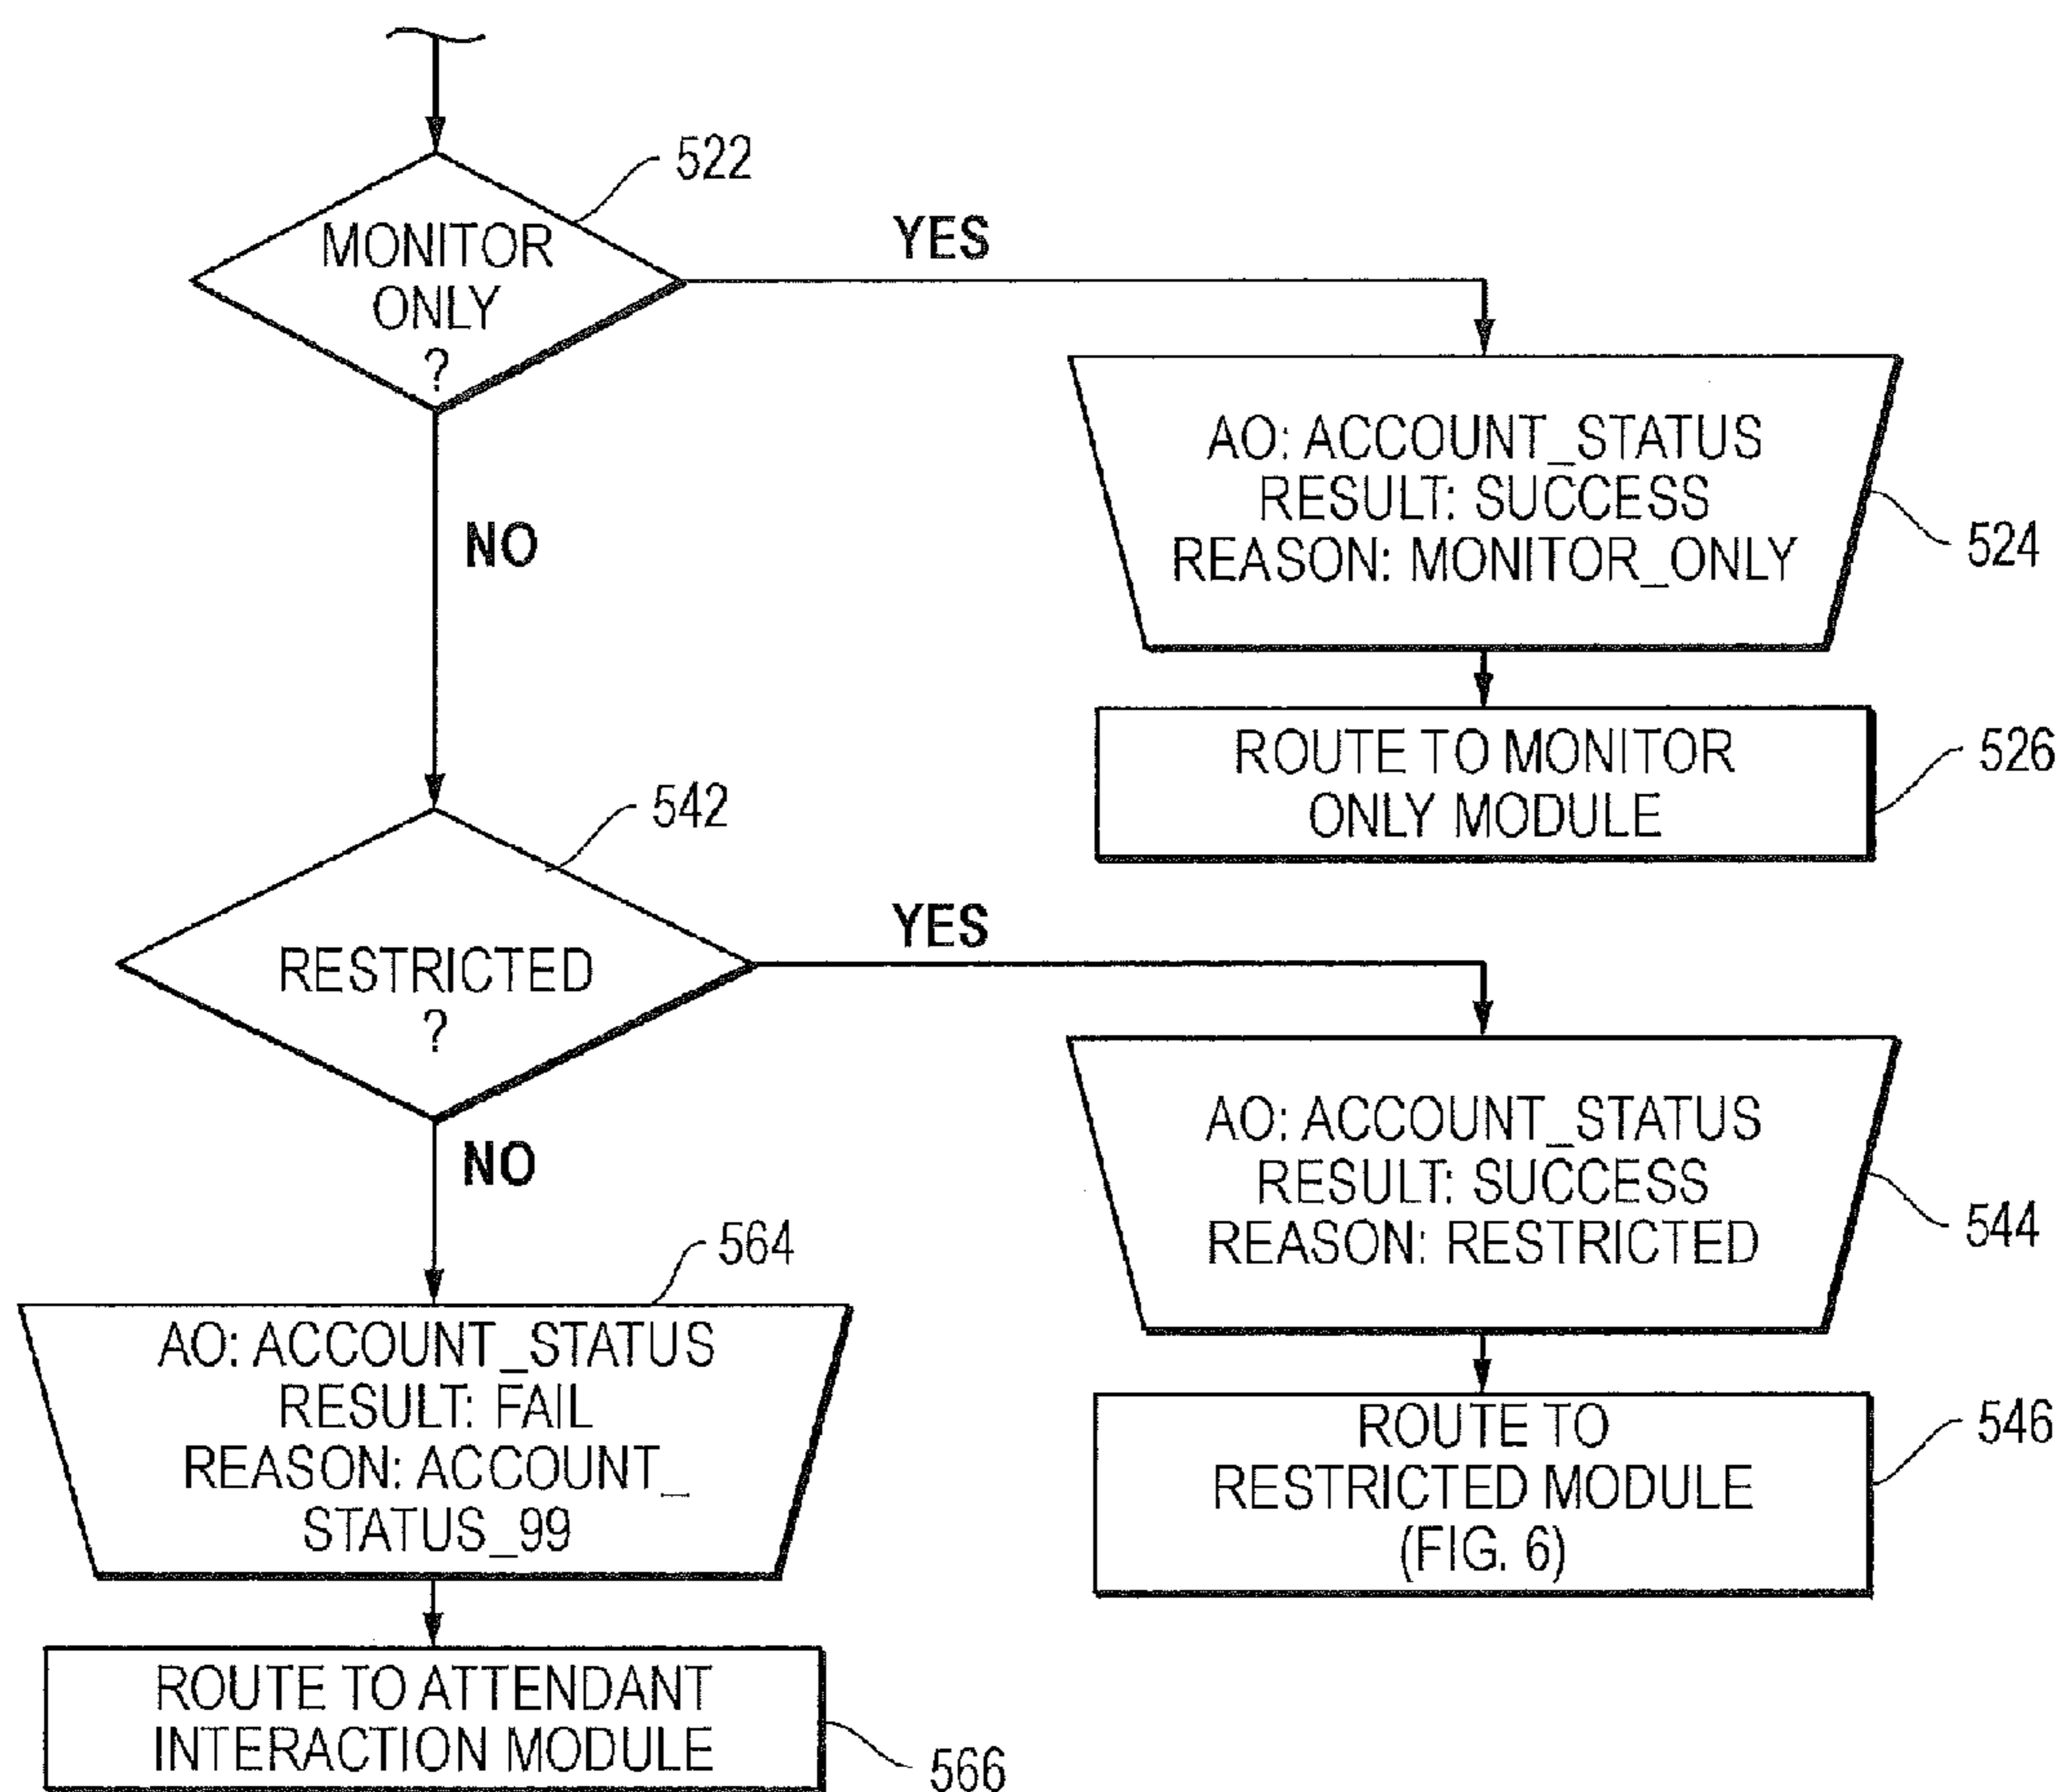 522
MONITOR
ONLY
?
YES
AO: ACCOUNT_STATUS
RESULT: SUCCESS
REASON: MONITOR_ONLY
524
NO
ROUTE TO MONITOR
ONLY MODULE
526
542
RESTRICTED
?
YES
AO: ACCOUNT_STATUS
RESULT: SUCCESS
REASON: RESTRICTED
544
NO
564
AO: ACCOUNT_STATUS
RESULT: FAIL
REASON: ACCOUNT_
STATUS_99
ROUTE TO
RESTRICTED MODULE
(FIG. 6)
546
ROUTE TO ATTENDANT
INTERACTION MODULE
566